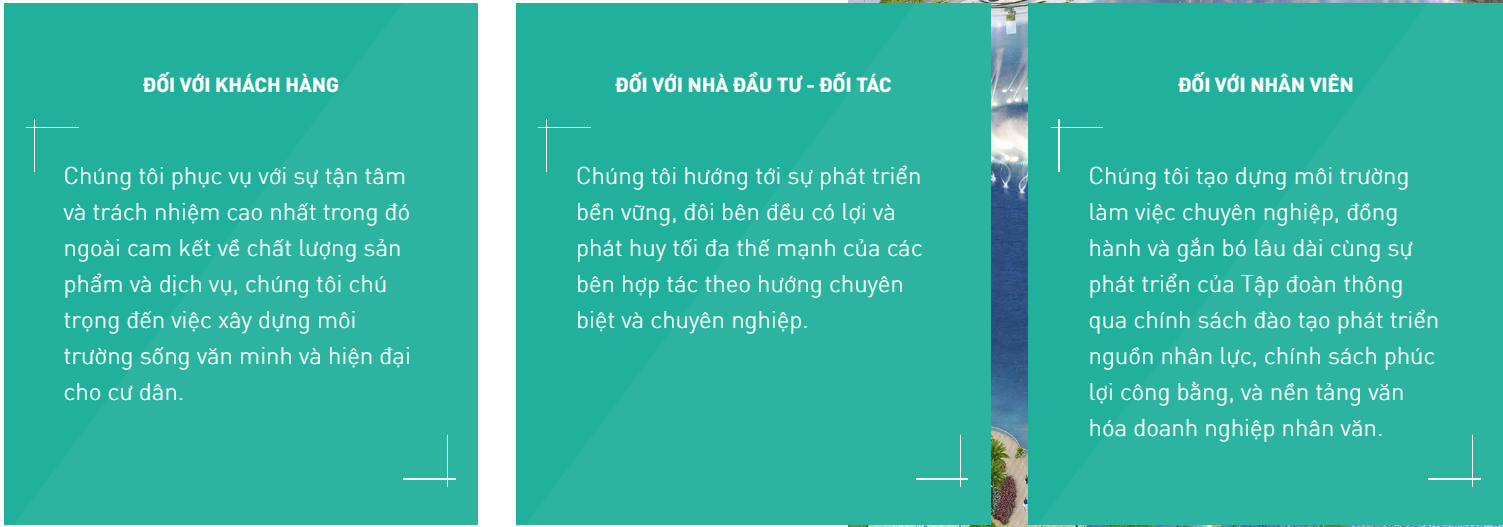 ĐỐI VỚI KHÁCH HÀNG
Chúng tôi phục vụ với sự tận tâm
và trách nhiệm cao nhất trong đó
ngoài cam kết về chất lượng sản
phẩm và dịch vụ, chúng tôi chú
trọng đến việc xây dựng môi
trường sống văn minh và hiện đại
cho cư dân.
ĐỐI VỚI NHÀ ĐẦU TƯ - ĐỐI TÁC
Chúng tôi hướng tới sự phát triển
bền vững, đôi bên đều có lợi và
phát huy tối đa thế mạnh của các
bên hợp tác theo hướng chuyên
biệt và chuyên nghiệp.
ĐỐI VỚI NHÂN VIÊN
Chúng tôi tạo dựng môi trường
làm việc chuyên nghiệp, đồng
hành và gắn bó lâu dài cùng sự
phát triển của Tập đoàn thông
qua chính sách đào tạo phát triển
nguồn nhân lực, chính sách phúc
lợi công bằng, và nền tảng văn
hóa doanh nghiệp nhân văn.